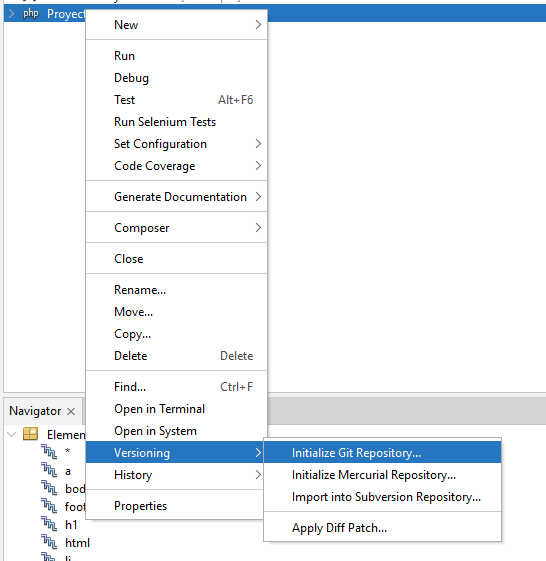 php Proyect
New
Run
Debug
Test Alt+F6
Run Selenium Tests
Set Configuration
Code Coverage
Generate Documentation
Composer
Close
Rename...
Move...
Copy...
Delete Delete
Find... Ctrl+F
Open in Terminal
Open in System
Versioning
History
Properties
Initialize Git Repository...
Initialize Mercurial Repository...
Import into Subversion Repository...
Apply Diff Patch...
Navigator
Elemen
*
a
bod
foot
h1
html